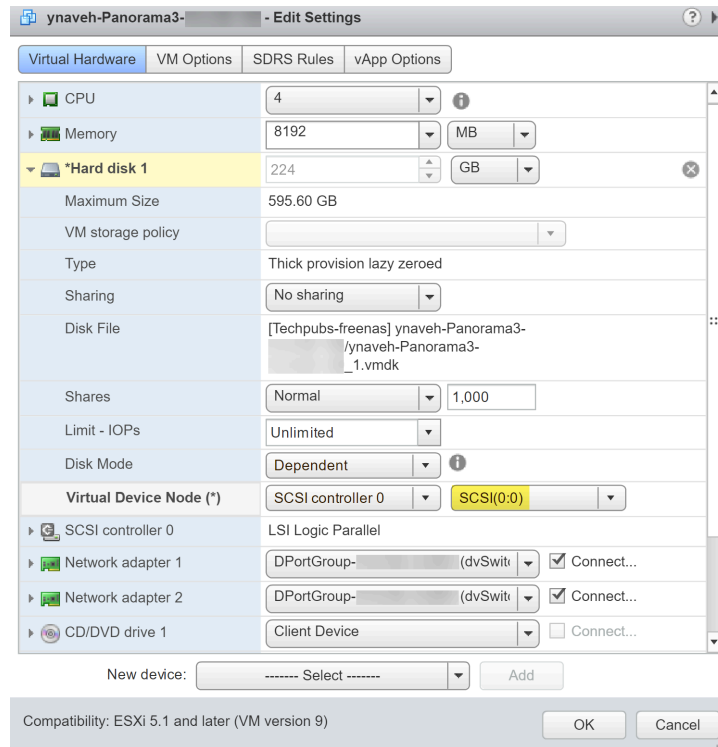 ynaveh-Panorama3- - Edit Settings ?
Virtual Hardware VM Options SDRS Rules vApp Options
CPU 4
Memory 8192 MB
*Hard disk 1 224 GB
Maximum Size 595.60 GB
VM storage policy
Type Thick provision lazy zeroed
Sharing No sharing
Disk File [Techpubs-freenas] ynaveh-Panorama3-
/ynaveh-Panorama3-
_1.vmdk
Shares Normal 1,000
Limit - IOPs Unlimited
Disk Mode Dependent
Virtual Device Node (*) SCSI controller 0 SCSI(0:0)
SCSI controller 0 LSI Logic Parallel
Network adapter 1 DPortGroup- (dvSwit Connect...
Network adapter 2 DPortGroup- (dvSwit Connect...
CD/DVD drive 1 Client Device Connect...
New device: ------- Select ------- Add
Compatibility: ESXi 5.1 and later (VM version 9) OK Cancel